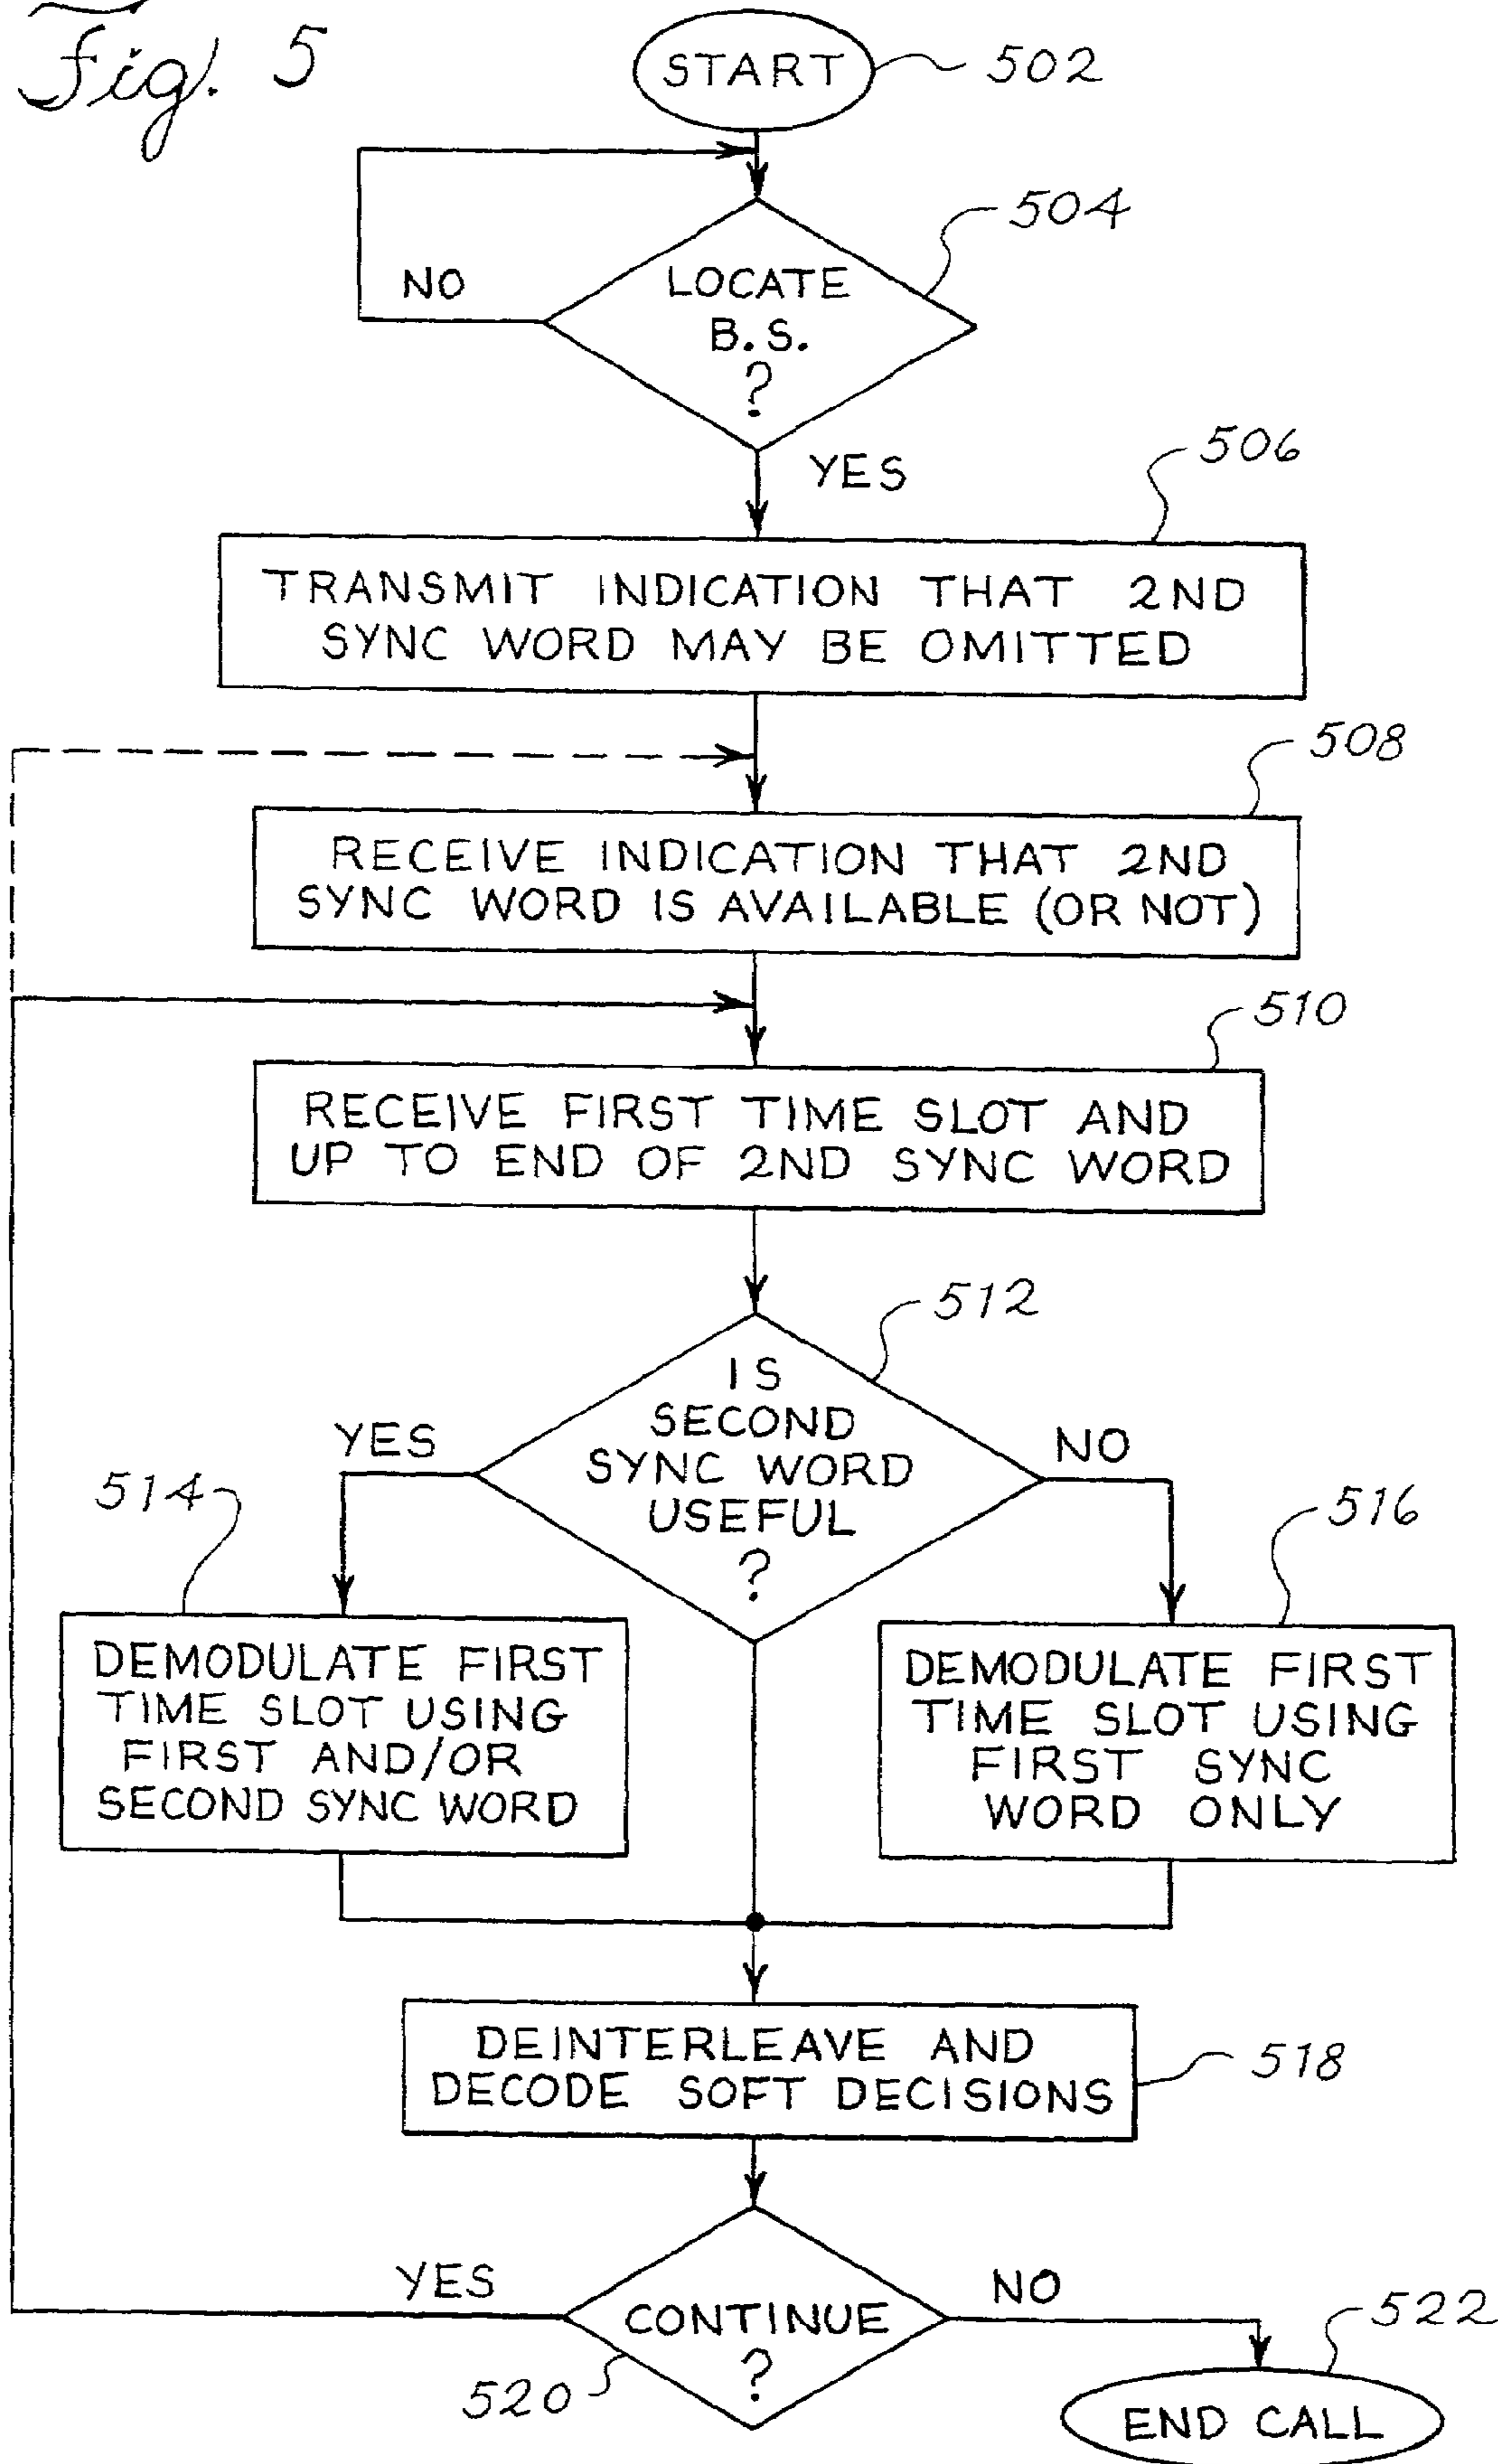 Fig. 5
START
502
504
NO
LOCATE
B.S.
?
YES
506
TRANSMIT INDICATION THAT 2ND
SYNC WORD MAY BE OMITTED
508
RECEIVE INDICATION THAT 2ND
SYNC WORD IS AVAILABLE (OR NOT)
510
RECEIVE FIRST TIME SLOT AND
UP TO END OF 2ND SYNC WORD
512
IS
SECOND
SYNC WORD
USEFUL
?
YES
NO
514
516
DEMODULATE FIRST
TIME SLOT USING
FIRST AND/OR
SECOND SYNC WORD
DEMODULATE FIRST
TIME SLOT USING
FIRST SYNC
WORD ONLY
DEINTERLEAVE AND
DECODE SOFT DECISIONS
518
YES
NO
CONTINUE
?
520
522
END CALL